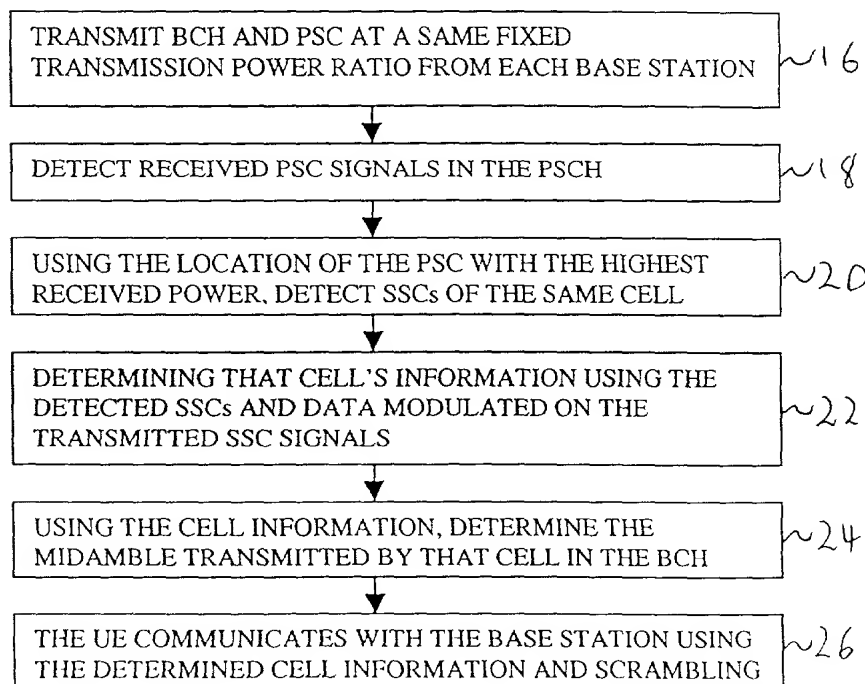 TRANSMIT BCH AND PSC AT A SAME FIXED
TRANSMISSION POWER RATIO FROM EACH BASE STATION
16
DETECT RECEIVED PSC SIGNALS IN THE PSCH
18
USING THE LOCATION OF THE PSC WITH THE HIGHEST
RECEIVED POWER, DETECT SSCs OF THE SAME CELL
20
DETERMINING THAT CELL'S INFORMATION USING THE
DETECTED SSCs AND DATA MODULATED ON THE
TRANSMITTED SSC SIGNALS
22
USING THE CELL INFORMATION, DETERMINE THE
MIDAMBLE TRANSMITTED BY THAT CELL IN THE BCH
24
THE UE COMMUNICATES WITH THE BASE STATION USING
THE DETERMINED CELL INFORMATION AND SCRAMBLING
26